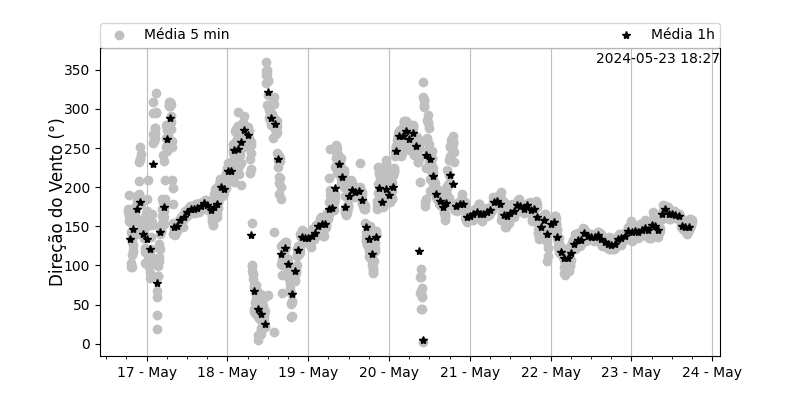 Média 5 min
Média 1h
2024-05-23 18:27
Direção do Vento (°)
350
300
250
200
150
100
50
0
17 - May
18 - May
19 - May
20 - May
21 - May
22 - May
23 - May
24 - May